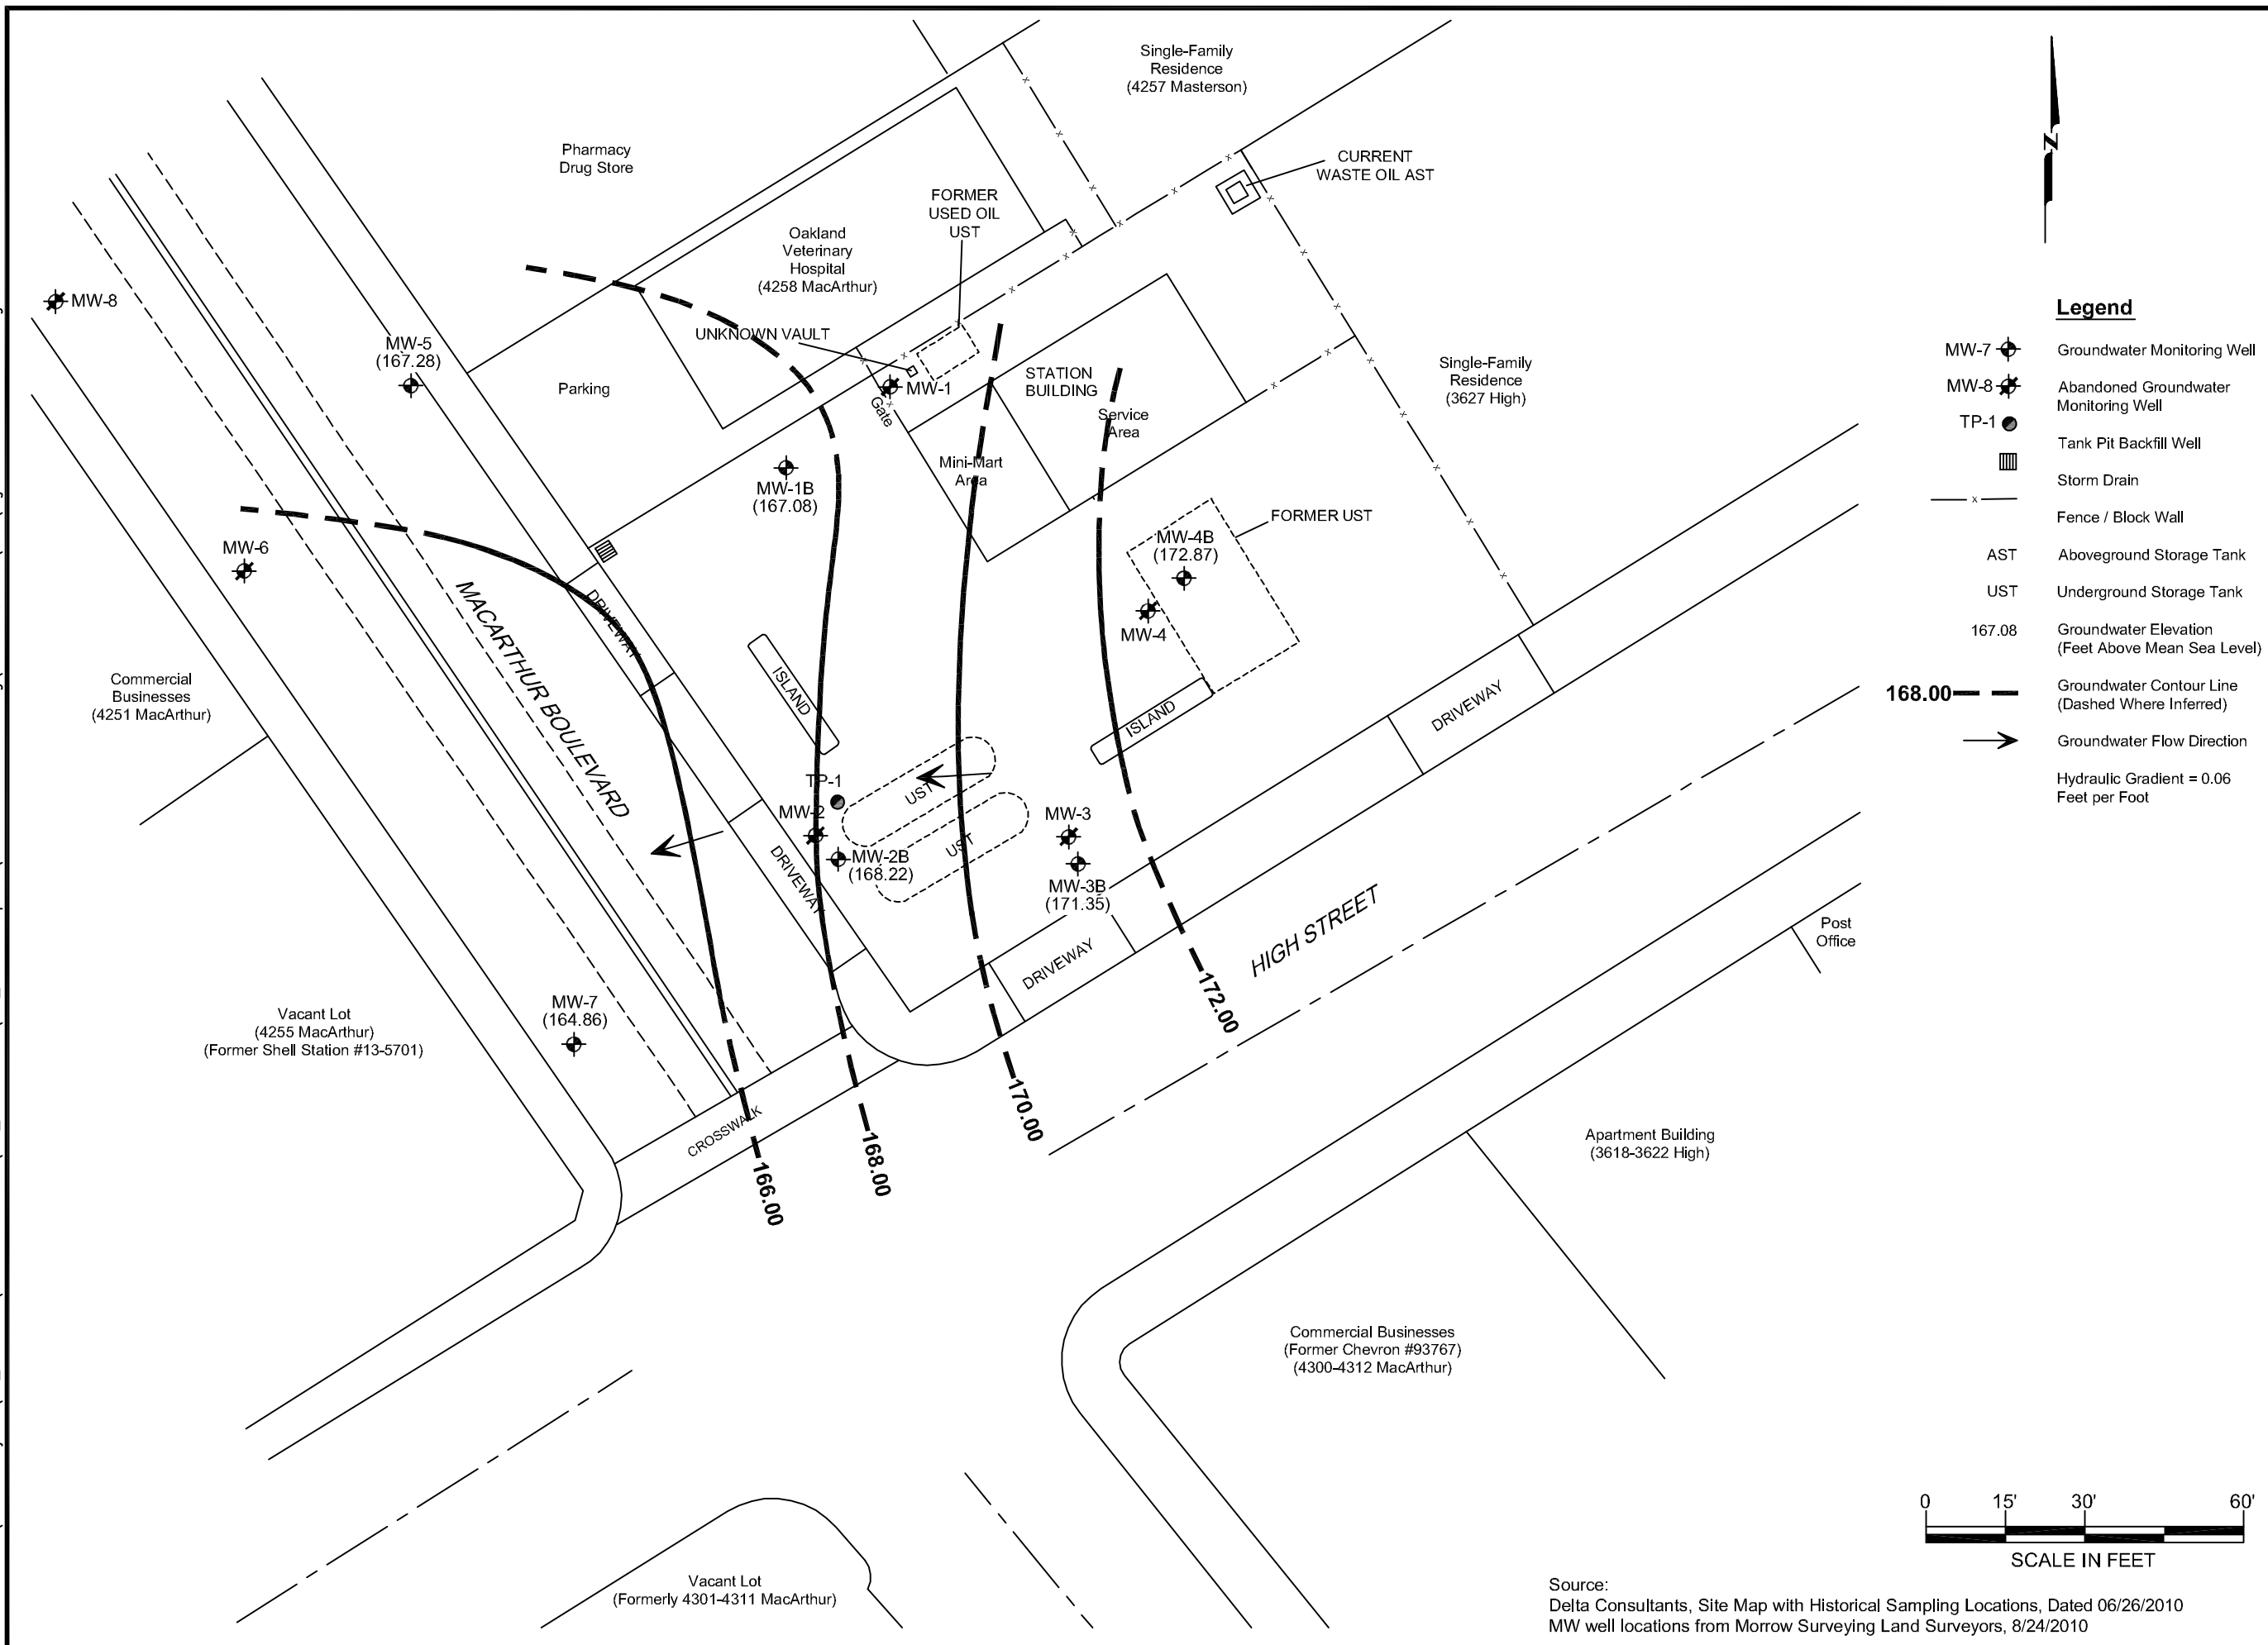 Single-Family
Residence
(4257 Masterson)
Pharmacy
Drug Store
CURRENT
WASTE OIL AST
FORMER
USED OIL
UST
Oakland
Veterinary
Hospital
(4258 MacArthur)
N
MW-8
UNKNOWN VAULT
MW-5
(167.28)
Parking
MW-1
Gate
STATION
BUILDING
Service
Area
Mini-Mart
Area
Single-Family
Residence
(3627 High)
MW-1B
(167.08)
MW-6
FORMER UST
MW-4B
(172.87)
MW-4
DRIVEWAY
MACARTHUR BOULEVARD
ISLAND
ISLAND
DRIVEWAY
Commercial
Businesses
(4251 MacArthur)
TP-1
MW-2
MW-2B
(168.22)
UST
UST
MW-3
MW-3B
(171.35)
DRIVEWAY
DRIVEWAY
HIGH STREET
Post
Office
Vacant Lot
(4255 MacArthur)
(Former Shell Station #13-5701)
MW-7
(164.86)
CROSSWALK
166.00
168.00
170.00
172.00
Apartment Building
(3618-3622 High)
Commercial Businesses
(Former Chevron #93767)
(4300-4312 MacArthur)
Vacant Lot
(Formerly 4301-4311 MacArthur)
Legend
MW-7 Groundwater Monitoring Well
MW-8 Abandoned Groundwater
Monitoring Well
TP-1
Tank Pit Backfill Well
Storm Drain
x Fence / Block Wall
AST Aboveground Storage Tank
UST Underground Storage Tank
167.08 Groundwater Elevation
(Feet Above Mean Sea Level)
168.00 Groundwater Contour Line
(Dashed Where Inferred)
Groundwater Flow Direction
Hydraulic Gradient = 0.06
Feet per Foot
0 15' 30' 60'
SCALE IN FEET
Source:
Delta Consultants, Site Map with Historical Sampling Locations, Dated 06/26/2010
MW well locations from Morrow Surveying Land Surveyors, 8/24/2010